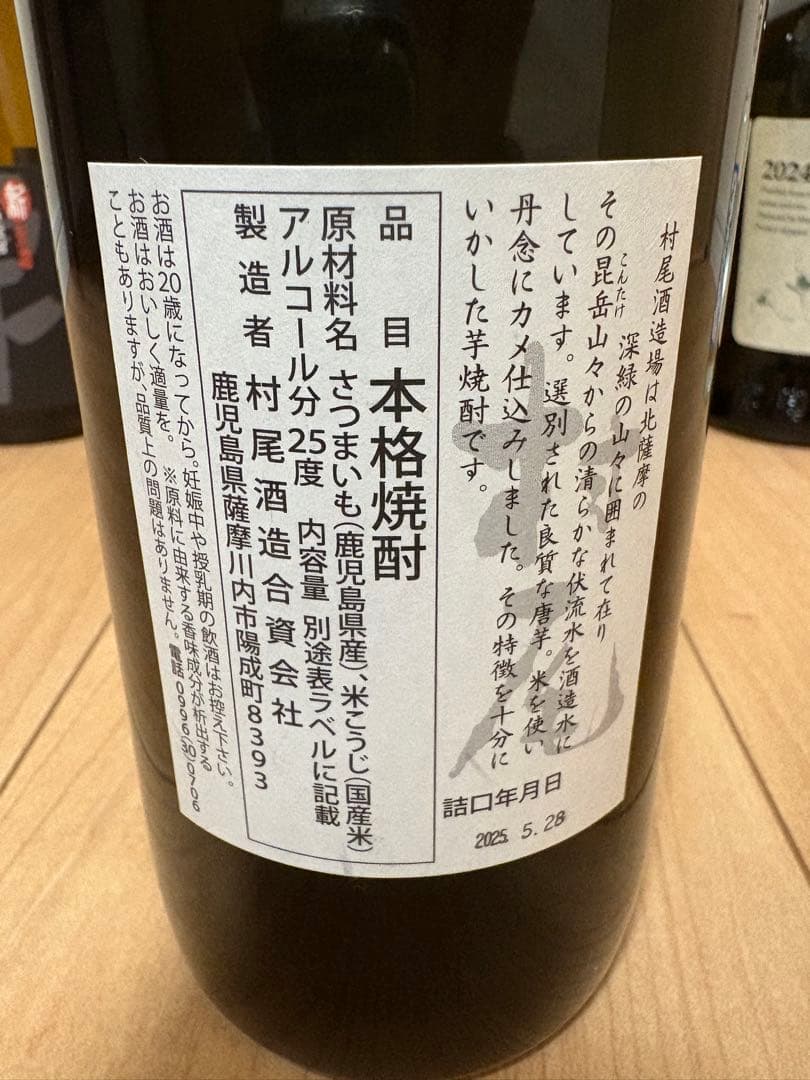 村尾酒造場は北薩摩の
こんたけ
深緑の山々に囲まれて在り
その昆岳山々からの清らかな伏流水を酒造水に
しています。選別された良質な唐芋。米を使い
丹念にカメ仕込みしました。その特徴を十分に
いかした芋焼酎です。
村尾
詰口年月日
2025. 5. 28
品目 本格焼酎
原材料名 さつまいも(鹿児島県産)、米こうじ(国産米)
アルコール分 25度 内容量 別途表ラベルに記載
製造者 村尾酒造合資会社
鹿児島県薩摩川内市陽成町8393
お酒は20歳になってから。妊娠中や授乳期の飲酒はお控え下さい。
お酒はおいしく適量を。 ※原料に由来する香味成分が析出する
こともありますが、品質上の問題はありません。電話0996(30)0706
2024